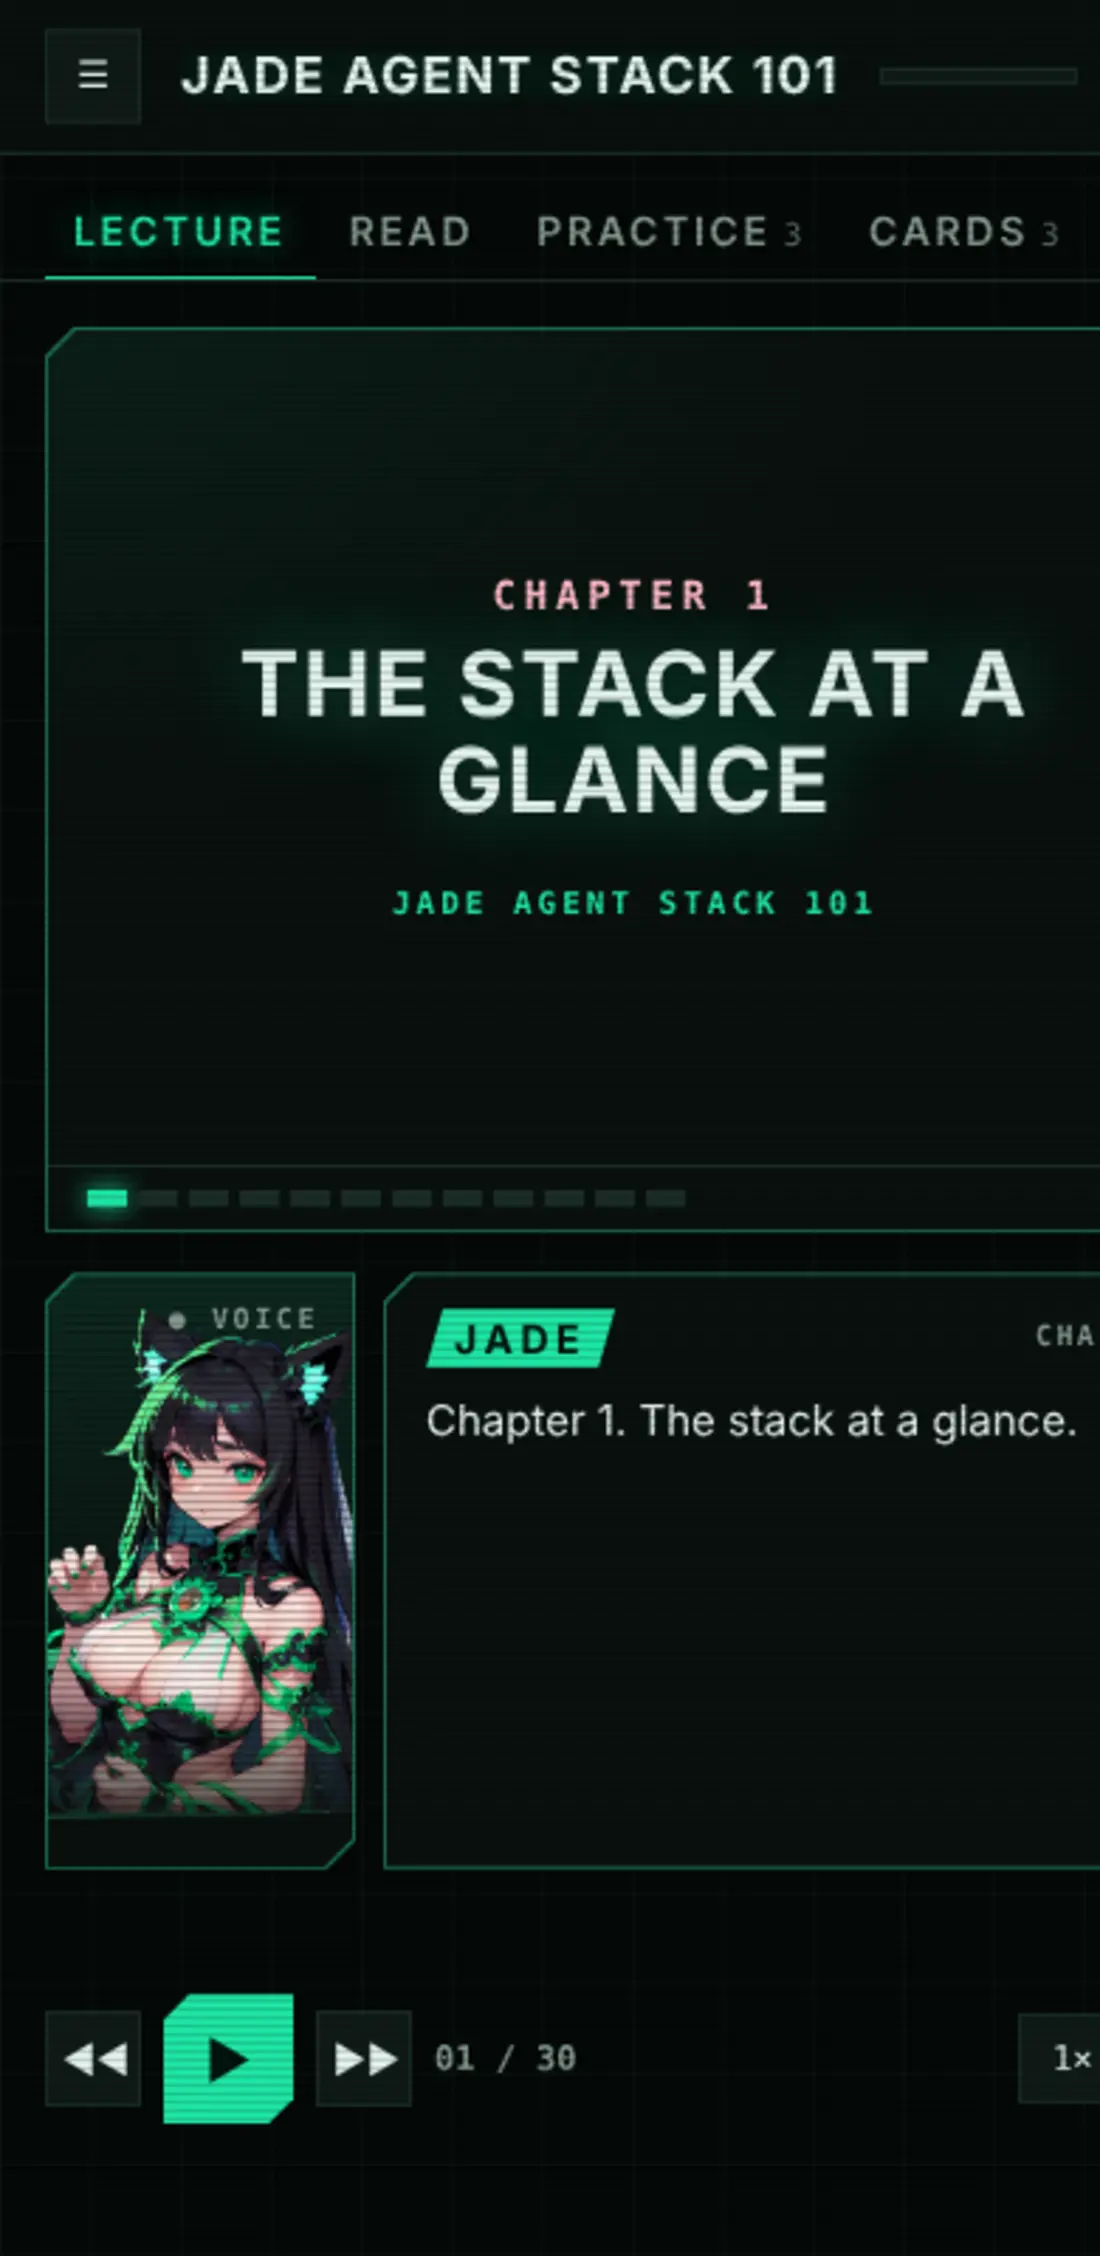 ☰ JADE AGENT STACK 101
LECTURE READ PRACTICE 3 CARDS 3
CHAPTER 1
THE STACK AT A
GLANCE
JADE AGENT STACK 101
VOICE
JADE
CHA
Chapter 1. The stack at a glance.
01 / 30
1×